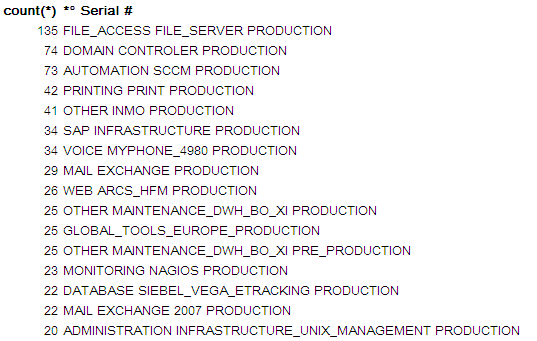 count(*) *° Serial #
135 FILE_ACCESS FILE_SERVER PRODUCTION
74 DOMAIN CONTROLER PRODUCTION
73 AUTOMATION SCCM PRODUCTION
42 PRINTING PRINT PRODUCTION
41 OTHER INMO PRODUCTION
34 SAP INFRASTRUCTURE PRODUCTION
34 VOICE MYPHONE_4980 PRODUCTION
29 MAIL EXCHANGE PRODUCTION
26 WEB ARCS_HFM PRODUCTION
25 OTHER MAINTENANCE_DWH_BO_XI PRODUCTION
25 GLOBAL_TOOLS_EUROPE_PRODUCTION
25 OTHER MAINTENANCE_DWH_BO_XI PRE_PRODUCTION
23 MONITORING NAGIOS PRODUCTION
22 DATABASE SIEBEL_VEGA_ETRACKING PRODUCTION
22 MAIL EXCHANGE 2007 PRODUCTION
20 ADMINISTRATION INFRASTRUCTURE_UNIX_MANAGEMENT PRODUCTION